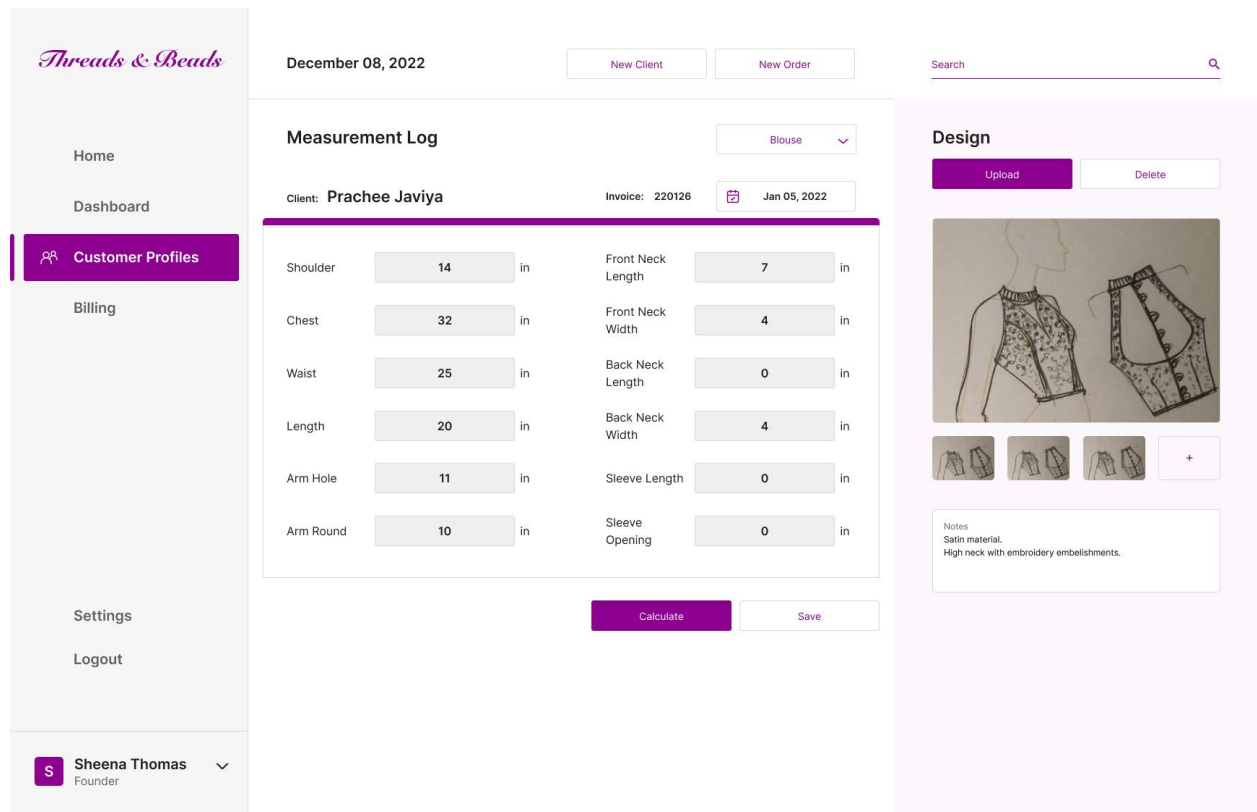 Threads & Beads
Home
Dashboard
Customer Profiles
Billing
Settings
Logout
S
Sheena Thomas
Founder
December 08, 2022
New Client
New Order
Search
Measurement Log
Blouse
Client: Prachee Javiya
Invoice: 220126
Jan 05, 2022
Shoulder 14 in
Chest 32 in
Waist 25 in
Length 20 in
Arm Hole 11 in
Arm Round 10 in
Front Neck
Length 7 in
Front Neck
Width 4 in
Back Neck
Length 0 in
Back Neck
Width 4 in
Sleeve Length 0 in
Sleeve
Opening 0 in
Calculate
Save
Design
Upload
Delete
+
Notes
Satin material.
High neck with embroidery embelishments.